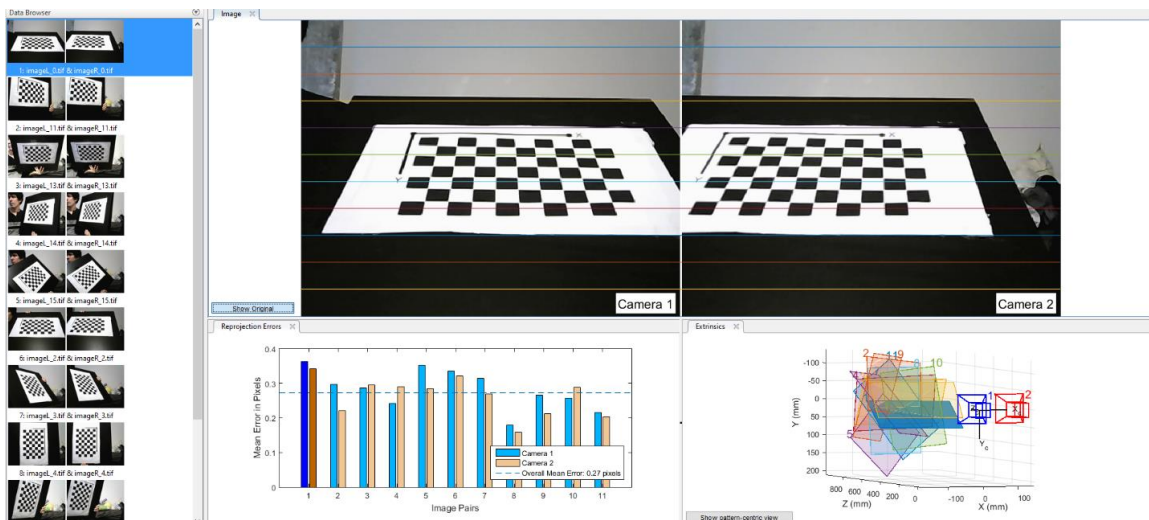 Data Browser
1: imageL_0.tif & imageR_0.tif
2: imageL_11.tif & imageR_11.tif
3: imageL_13.tif & imageR_13.tif
4: imageL_14.tif & imageR_14.tif
5: imageL_15.tif & imageR_15.tif
6: imageL_2.tif & imageR_2.tif
7: imageL_3.tif & imageR_3.tif
8: imageL_4.tif & imageR_4.tif
Image
X
Y
X
Y
Camera 1
Camera 2
Show Original
Reprojection Errors
0.4
0.3
0.2
0.1
0
Mean Error in Pixels
Camera 1
Camera 2
Overall Mean Error: 0.27 pixels
1 2 3 4 5 6 7 8 9 10 11
Image Pairs
Extrinsics
-100
-50
0
50
100
150
200
Y (mm)
2 11 9 8 10
5
1 2
Z X
Yc
800 600 400 200 0
Z (mm)
-100 0 100
X (mm)
Show pattern-centric view